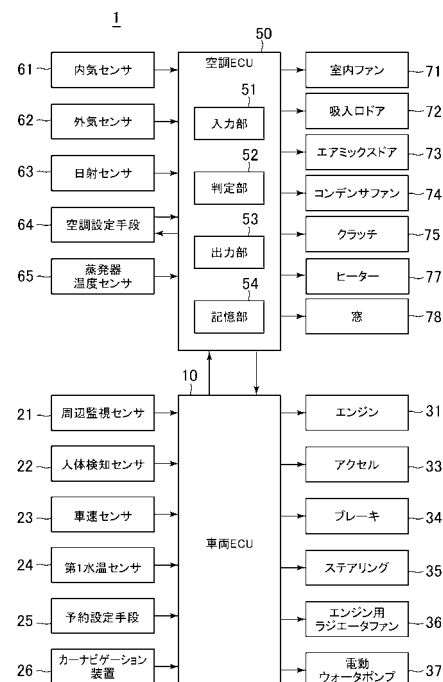 1
50
61
内気センサ
62
外気センサ
63
日射センサ
64
空調設定手段
65
蒸発器
温度センサ
空調ECU
51
入力部
52
判定部
53
出力部
54
記憶部
室内ファン
71
吸入口ドア
72
エアミックスドア
73
コンデンサファン
74
クラッチ
75
ヒーター
77
窓
78
10
21
周辺監視センサ
22
人体検知センサ
23
車速センサ
24
第1水温センサ
25
予約設定手段
26
カーナビゲーション
装置
車両ECU
エンジン
31
アクセル
33
ブレーキ
34
ステアリング
35
エンジン用
ラジエータファン
36
電動
ウォータポンプ
37